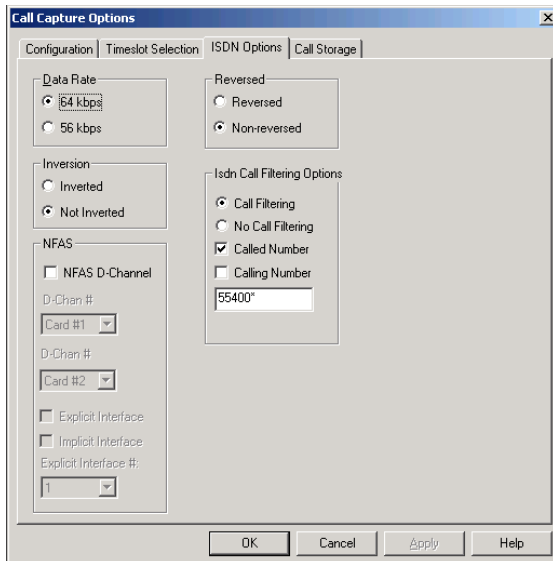 Call Capture Options
Configuration Timeslot Selection ISDN Options Call Storage
Data Rate
64 kbps
56 kbps
Inversion
Inverted
Not Inverted
NFAS
NFAS D-Channel
D-Chan #
Card #1
D-Chan #
Card #2
Explicit Interface
Implicit Interface
Explicit Interface #:
1
Reversed
Reversed
Non-reversed
Isdn Call Filtering Options
Call Filtering
No Call Filtering
Called Number
Calling Number
55400*
OK Cancel Apply Help